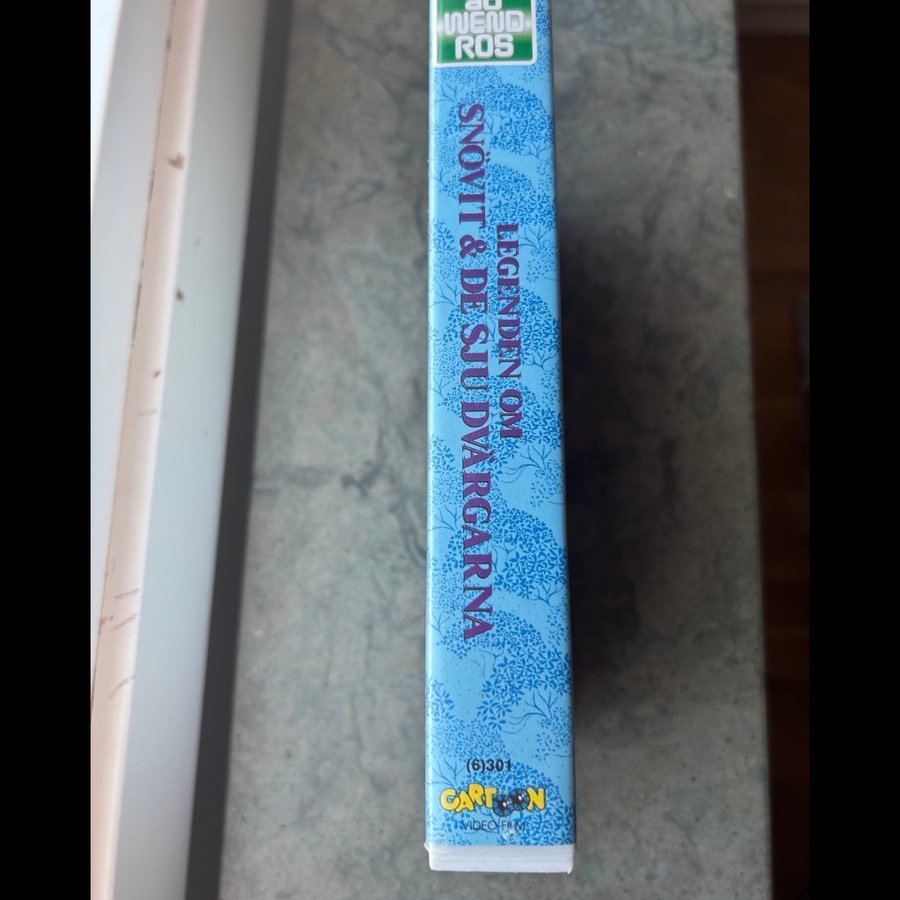 WEND
ROS
LEGENDEN OM
SNÖVIT & DE SJU DVÄRGARNA
(6)301
CARTOON
VIDEO-FILM